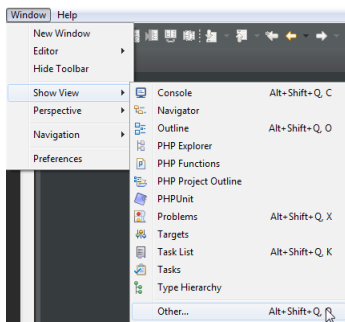 Window Help
New Window
Editor
Hide Toolbar
Show View
Perspective
Navigation
Preferences
Console Alt+Shift+Q, C
Navigator
Outline Alt+Shift+Q, O
PHP Explorer
PHP Functions
PHP Project Outline
PHPUnit
Problems Alt+Shift+Q, X
Targets
Task List Alt+Shift+Q, K
Tasks
Type Hierarchy
Other... Alt+Shift+Q,